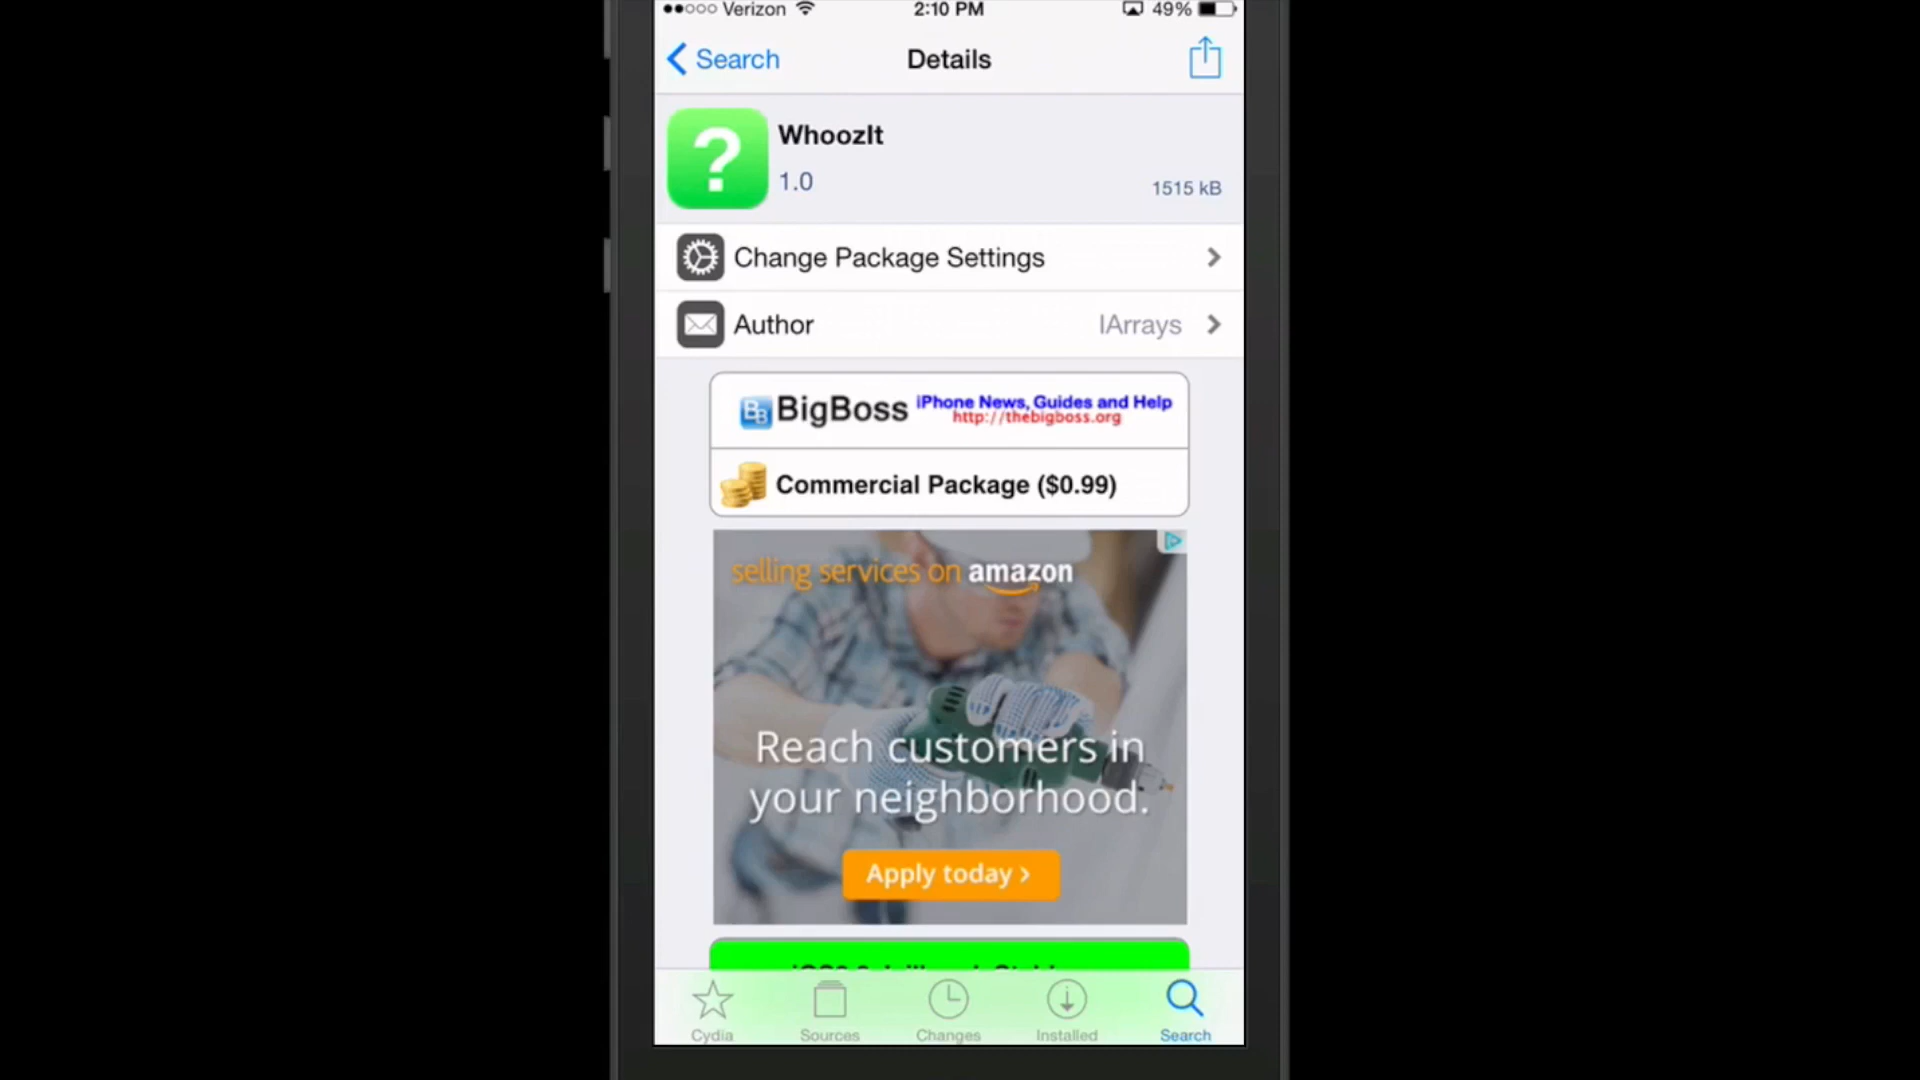 Verizon 2:10 PM 49%
Search Details
?
WhoozIt
1.0 1515 kB
Change Package Settings
Author IArrays
BB BigBoss iPhone News, Guides and Help
http://thebigboss.org
Commercial Package ($0.99)
selling services on amazon
Reach customers in
your neighborhood.
Apply today >
Cydia Sources Changes Installed Search